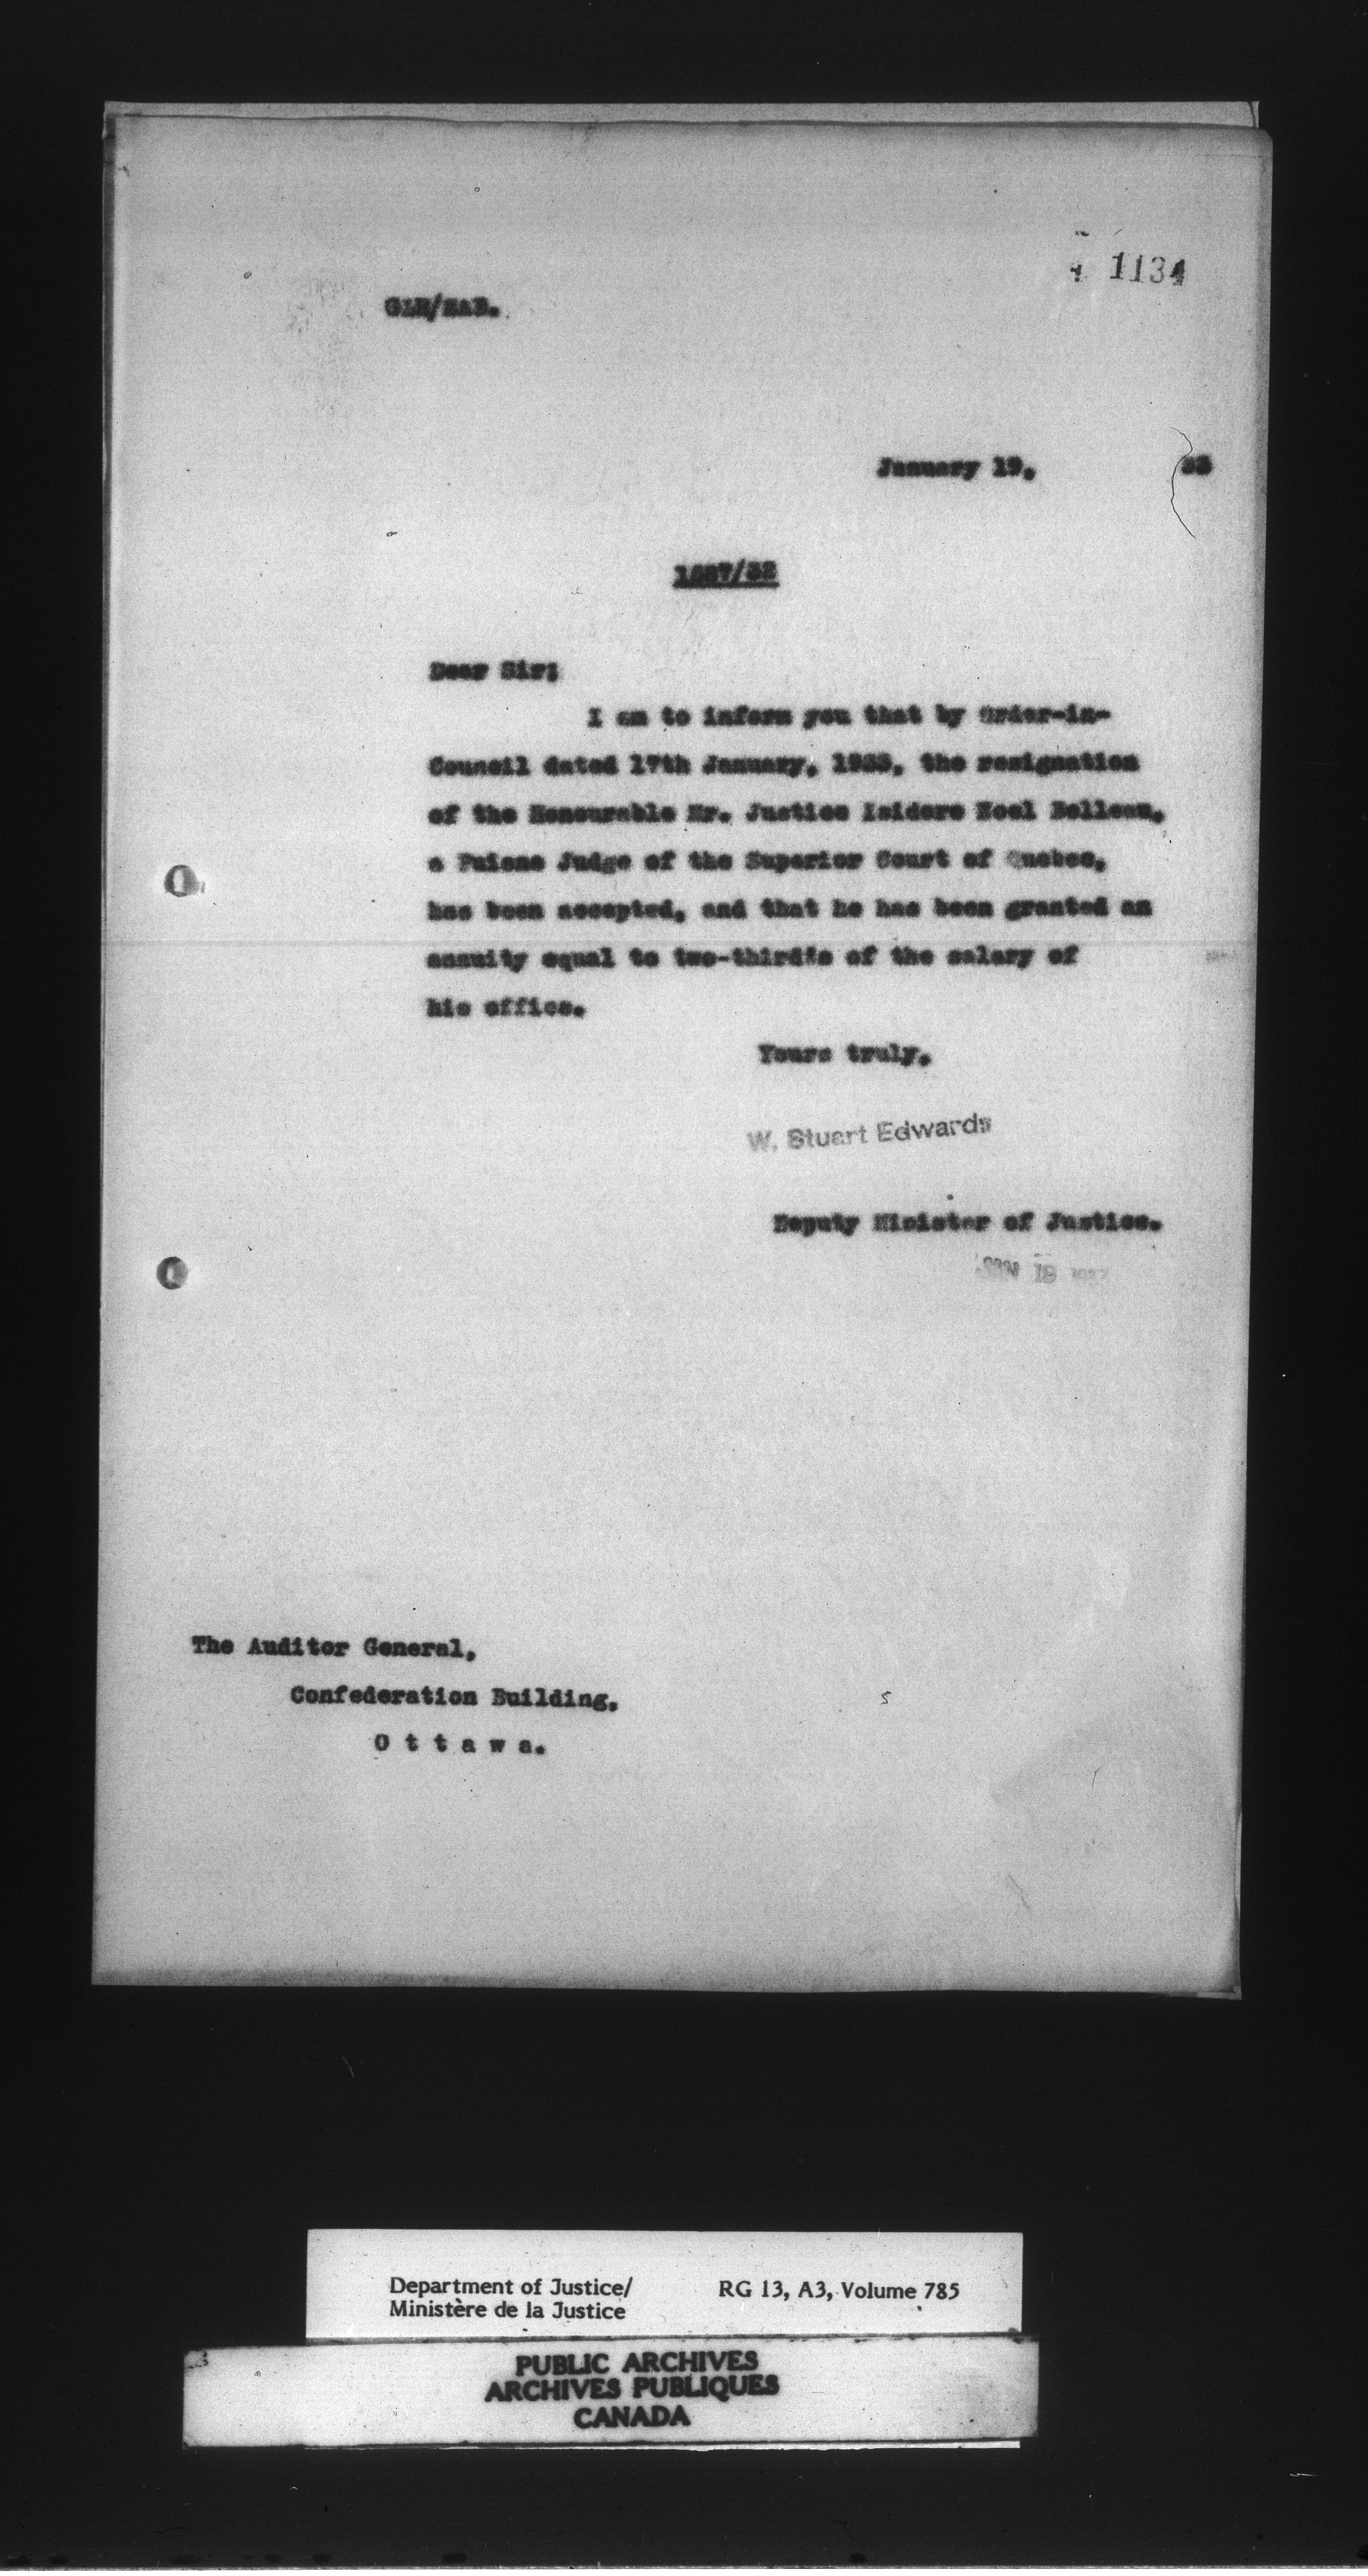 1134
January 19, 33
Dear Sir:
I am to inform you that by Order-in-
Council dated 17th January, 1933, the resignation
of the Honourable Mr. Justice Isidore Noel Belleau,
a Puisne Judge of the Superior Court of Quebec,
has been accepted, and that he has been granted an
annuity equal to two-thirds of the salary of
his office.
Yours truly,
W. Stuart Edwards
Deputy Minister of Justice.
The Auditor General,
Confederation Building,
O t t a w a.
Department of Justice/
Ministère de la Justice
RG 13, A3, Volume 785
PUBLIC ARCHIVES
ARCHIVES PUBLIQUES
CANADA